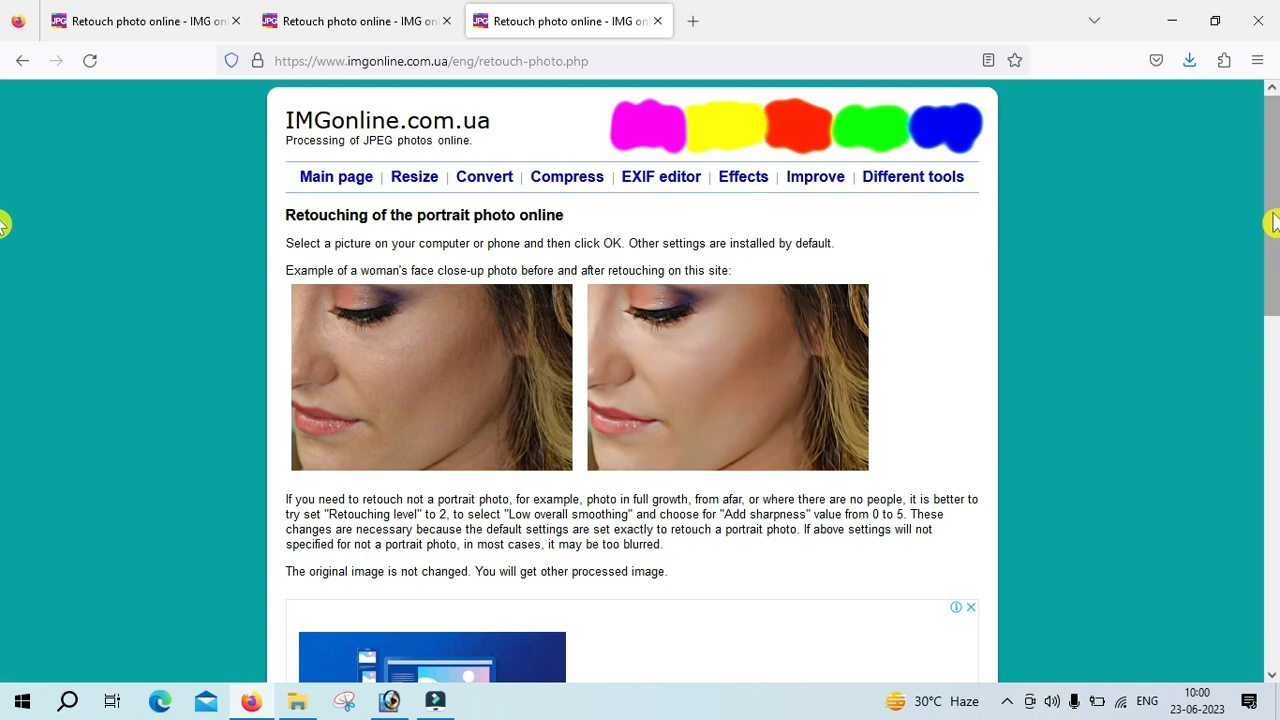 Retouch photo online - IMG on
Retouch photo online - IMG on
Retouch photo online - IMG on
https://www.imgonline.com.ua/eng/retouch-photo.php
IMGonline.com.ua
Processing of JPEG photos online.
Main page | Resize | Convert | Compress | EXIF editor | Effects | Improve | Different tools
Retouching of the portrait photo online
Select a picture on your computer or phone and then click OK. Other settings are installed by default.
Example of a woman's face close-up photo before and after retouching on this site:
If you need to retouch not a portrait photo, for example, photo in full growth, from afar, or where there are no people, it is better to
try set "Retouching level" to 2, to select "Low overall smoothing" and choose for "Add sharpness" value from 0 to 5. These
changes are necessary because the default settings are set exactly to retouch a portrait photo. If above settings will not
specified for not a portrait photo, in most cases, it may be too blurred.
The original image is not changed. You will get other processed image.
30°C Haze
ENG
10:00
23-06-2023